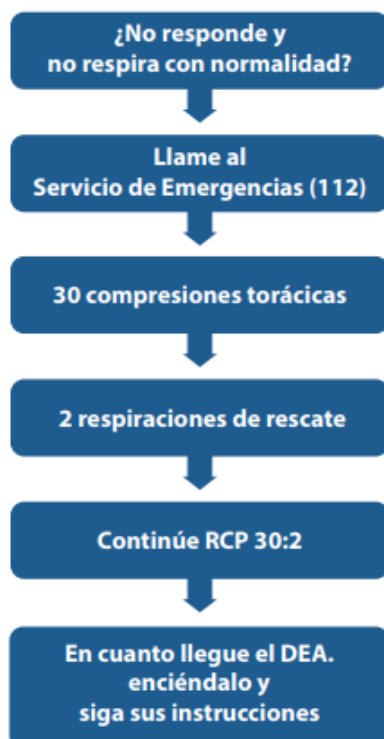 ¿No responde y
no respira con normalidad?
Llame al
Servicio de Emergencias (112)
30 compresiones torácicas
2 respiraciones de rescate
Continúe RCP 30:2
En cuanto llegue el DEA.
enciéndalo y
siga sus instrucciones